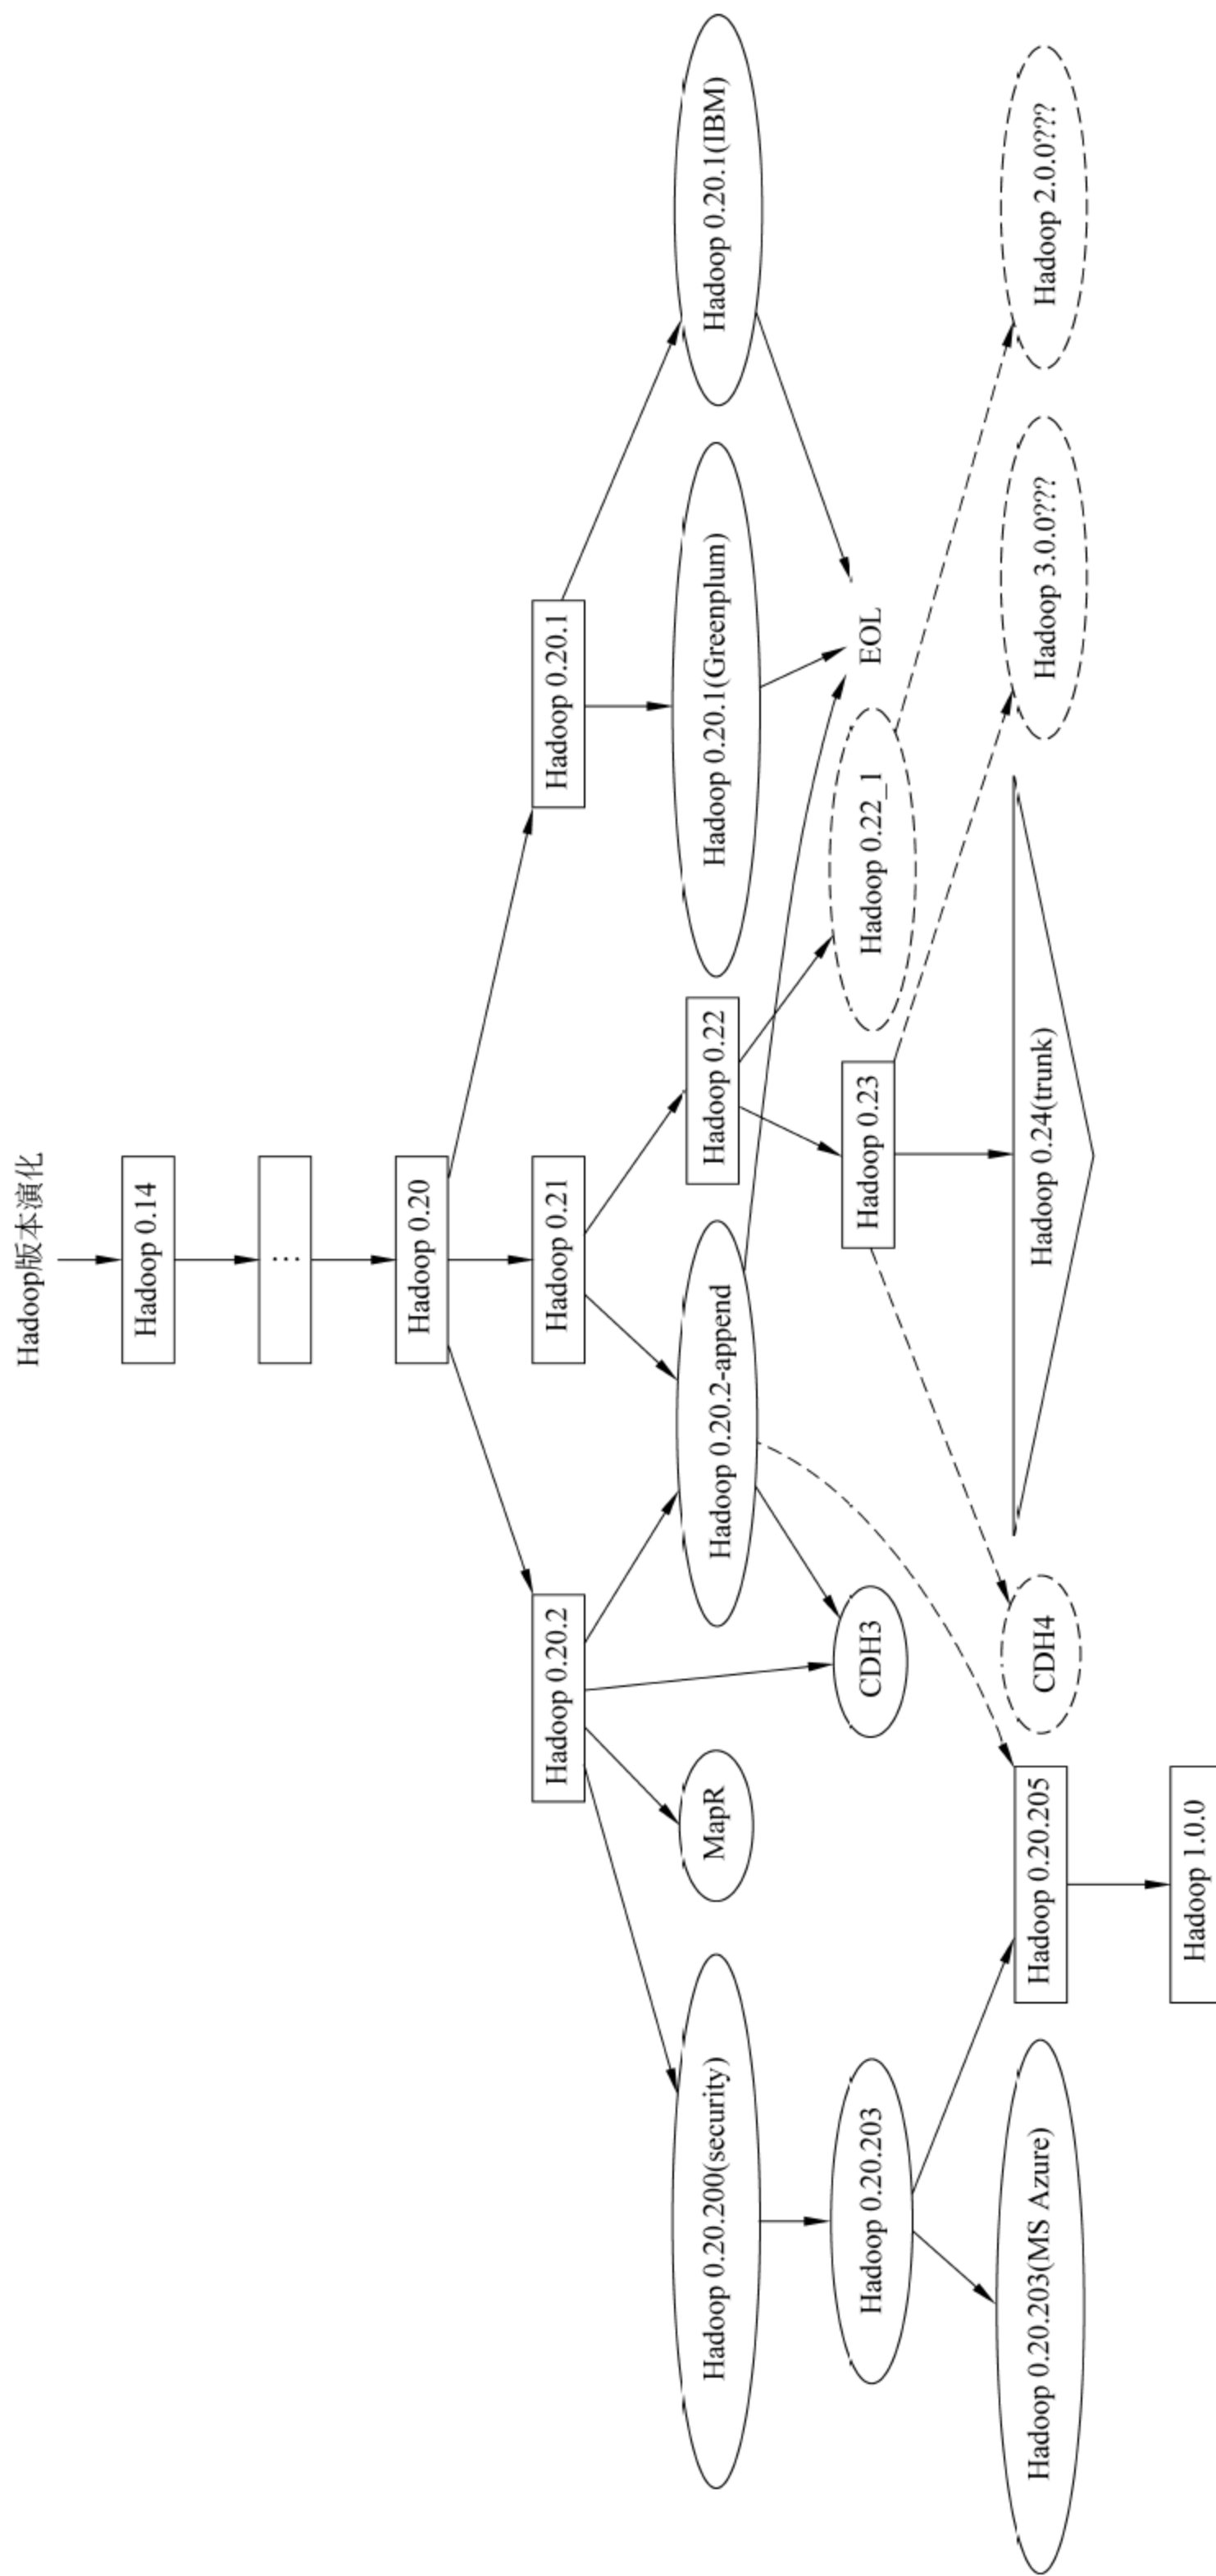 Hadoop版本演化
Hadoop 0.14
…
Hadoop 0.20
Hadoop 0.20.2
Hadoop 0.21
Hadoop 0.20.1
Hadoop 0.20.200(security)
MapR
Hadoop 0.20.2-append
Hadoop 0.22
Hadoop 0.20.1(Greenplum)
Hadoop 0.20.1(IBM)
Hadoop 0.20.203
CDH3
Hadoop 0.23
Hadoop 0.22_1
EOL
Hadoop 0.20.203(MS Azure)
Hadoop 0.20.205
CDH4
Hadoop 0.24(trunk)
Hadoop 3.0.0???
Hadoop 2.0.0???
Hadoop 1.0.0